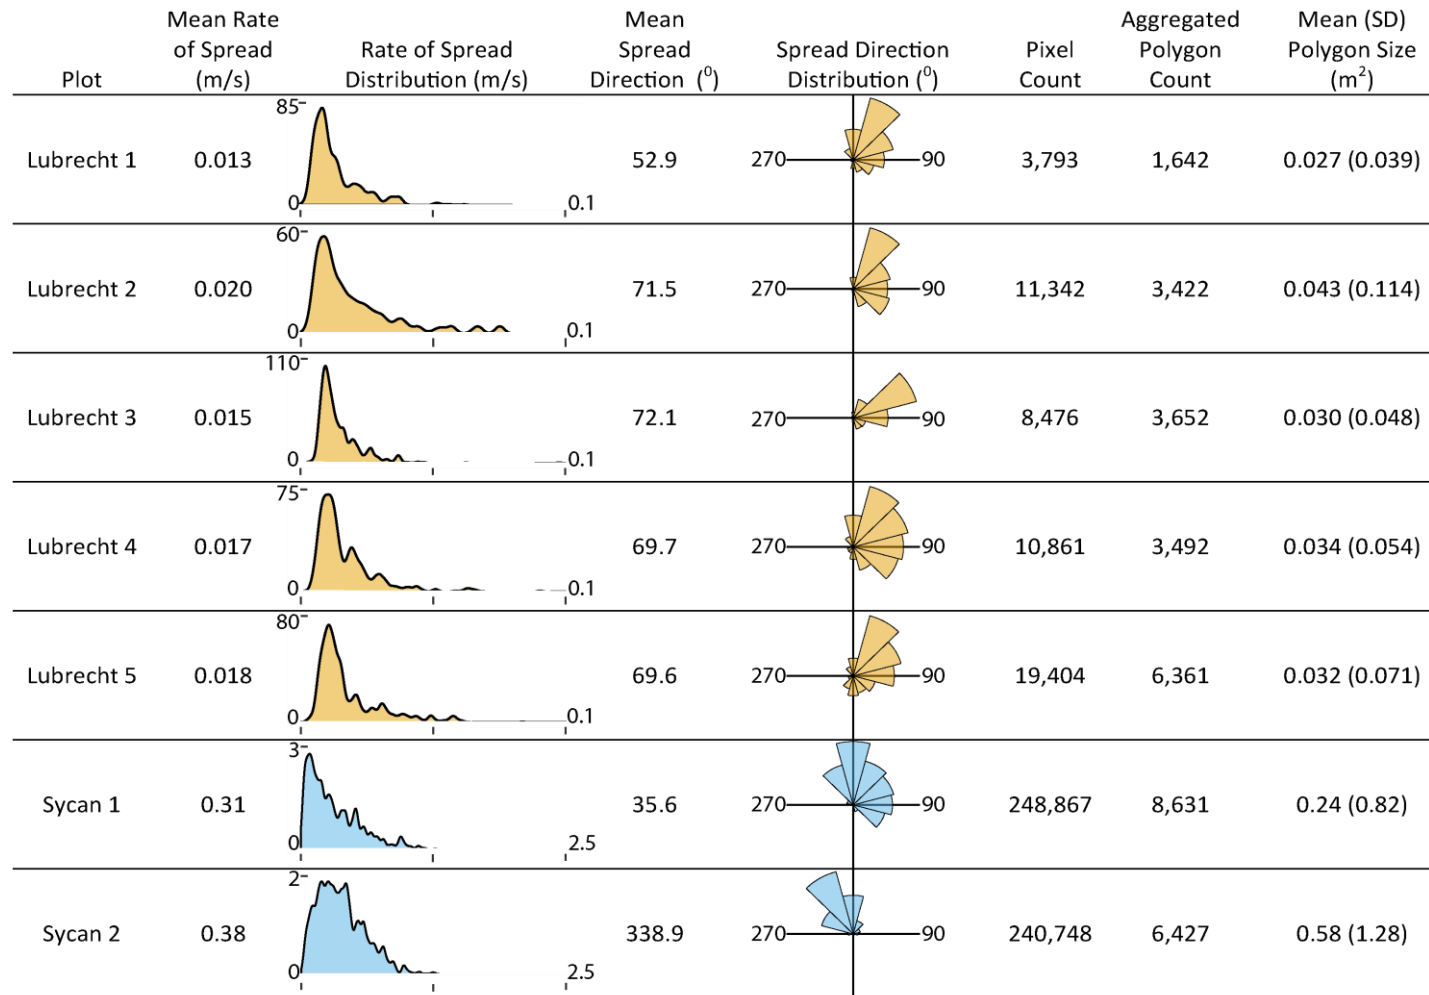 Mean Rate Mean Aggregated Mean (SD)
of Spread Rate of Spread Spread Spread Direction Pixel Polygon Polygon Size
Plot (m/s) Distribution (m/s) Direction (⁰) Distribution (⁰) Count Count (m²)
85
Lubrecht 1 0.013 52.9 270 90 3,793 1,642 0.027 (0.039)
0 0.1
60
Lubrecht 2 0.020 71.5 270 90 11,342 3,422 0.043 (0.114)
0 0.1
110
Lubrecht 3 0.015 72.1 270 90 8,476 3,652 0.030 (0.048)
0 0.1
75
Lubrecht 4 0.017 69.7 270 90 10,861 3,492 0.034 (0.054)
0 0.1
80
Lubrecht 5 0.018 69.6 270 90 19,404 6,361 0.032 (0.071)
0 0.1
3
Sycan 1 0.31 35.6 270 90 248,867 8,631 0.24 (0.82)
0 2.5
2
Sycan 2 0.38 338.9 270 90 240,748 6,427 0.58 (1.28)
0 2.5